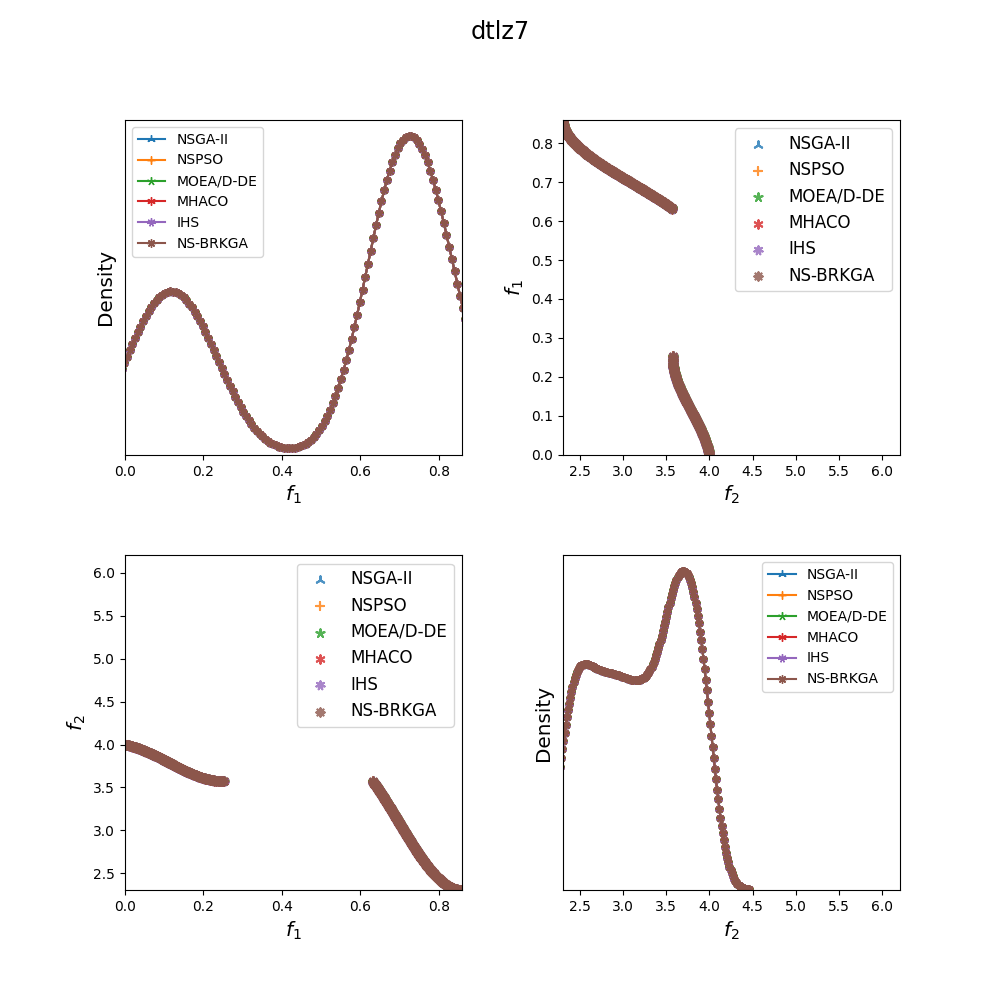 dtlz7
NSGA-II
NSPSO
MOEA/D-DE
MHACO
IHS
NS-BRKGA
Density
0.0 0.2 0.4 0.6 0.8
f1
NSGA-II
NSPSO
MOEA/D-DE
MHACO
IHS
NS-BRKGA
0.8
0.7
0.6
0.5
0.4
0.3
0.2
0.1
0.0
f1
2.5 3.0 3.5 4.0 4.5 5.0 5.5 6.0
f2
NSGA-II
NSPSO
MOEA/D-DE
MHACO
IHS
NS-BRKGA
6.0
5.5
5.0
4.5
4.0
3.5
3.0
2.5
f2
0.0 0.2 0.4 0.6 0.8
f1
NSGA-II
NSPSO
MOEA/D-DE
MHACO
IHS
NS-BRKGA
Density
2.5 3.0 3.5 4.0 4.5 5.0 5.5 6.0
f2